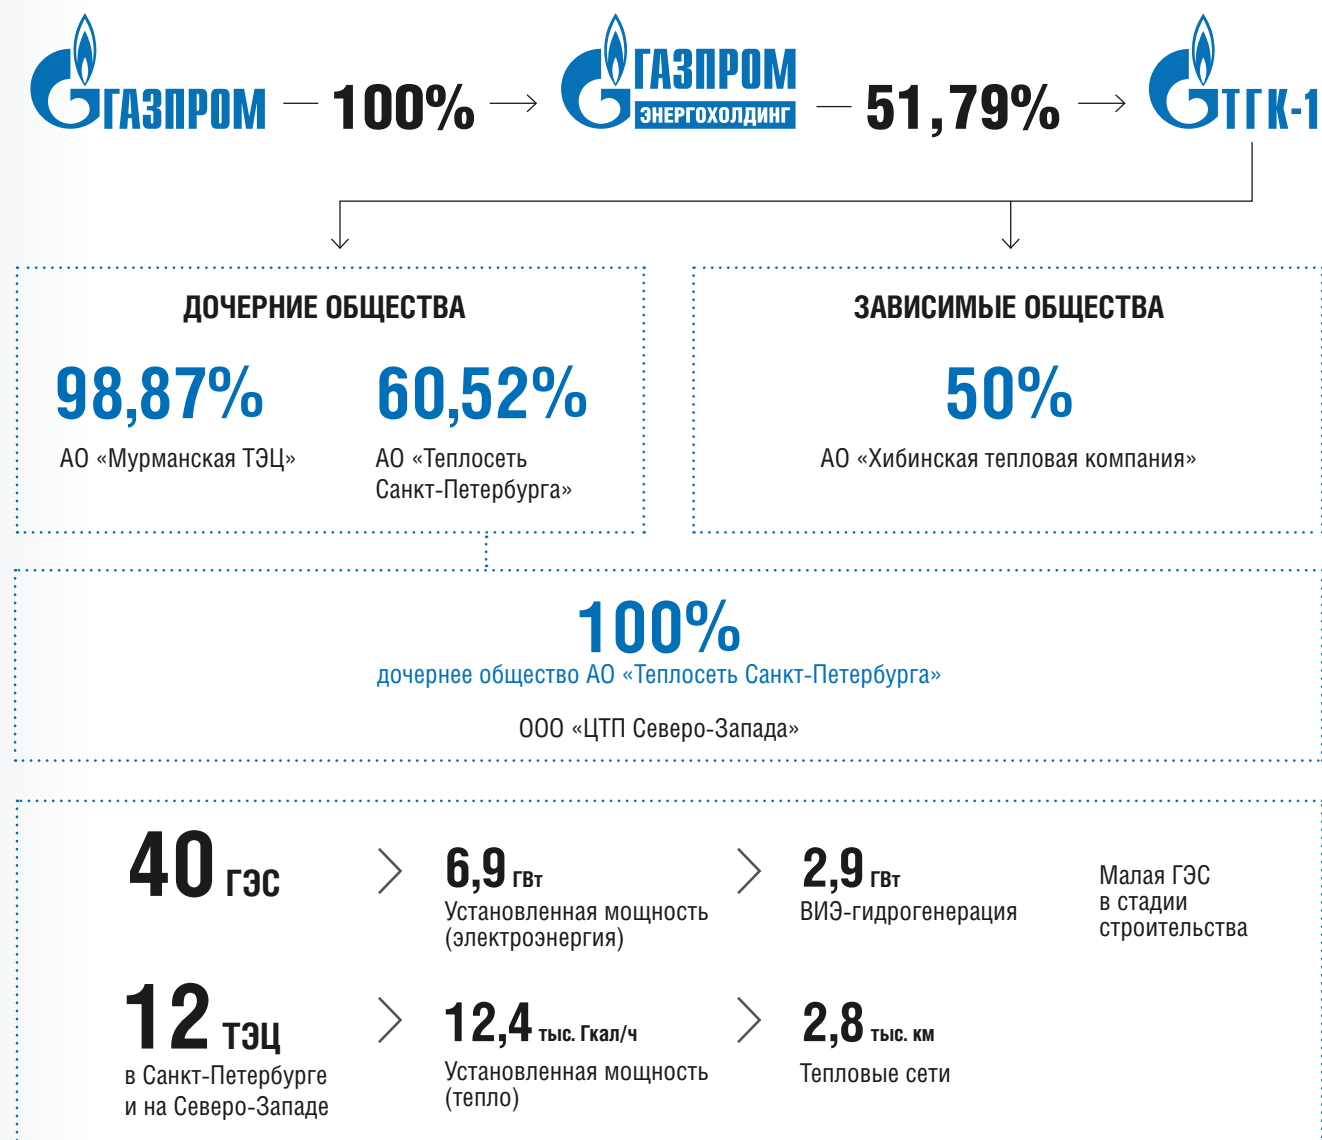 ГАЗПРОМ 100% ГАЗПРОМ ЭНЕРГОХОЛДИНГ 51,79% ТГК-1
ДОЧЕРНИЕ ОБЩЕСТВА
98,87% 60,52%
АО «Мурманская ТЭЦ» АО «Теплосеть
Санкт-Петербурга»
ЗАВИСИМЫЕ ОБЩЕСТВА
50%
АО «Хибинская тепловая компания»
100%
дочернее общество АО «Теплосеть Санкт-Петербурга»
ООО «ЦТП Северо-Запада»
40 ГЭС
6,9 ГВт
Установленная мощность
(электроэнергия)
2,9 ГВт
ВИЭ-гидрогенерация
Малая ГЭС
в стадии
строительства
12 ТЭЦ
в Санкт-Петербурге
и на Северо-Западе
12,4 тыс. Гкал/ч
Установленная мощность
(тепло)
2,8 тыс. км
Тепловые сети